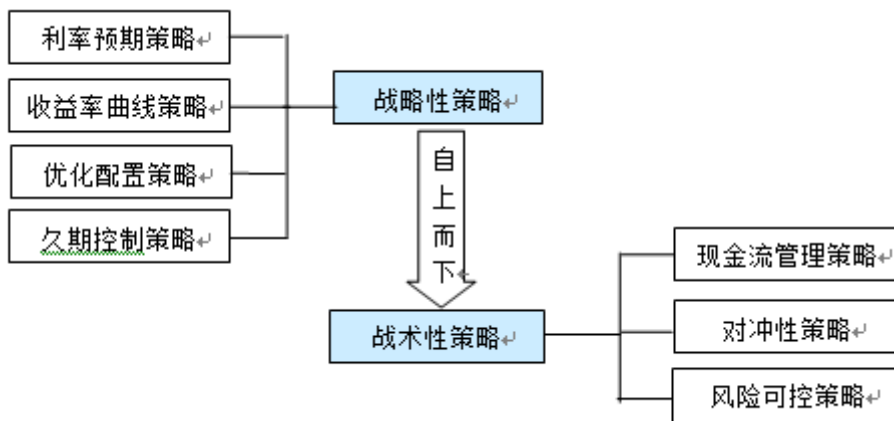 利率预期策略
收益率曲线策略
优化配置策略
久期控制策略
战略性策略
自上而下
战术性策略
现金流管理策略
对冲性策略
风险可控策略